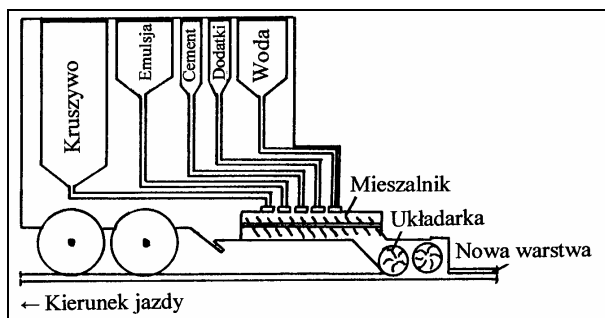 Kruszywo
Emulsja
Cement
Dodatki
Woda
Mieszalnik
Układarka
Nowa warstwa
← Kierunek jazdy